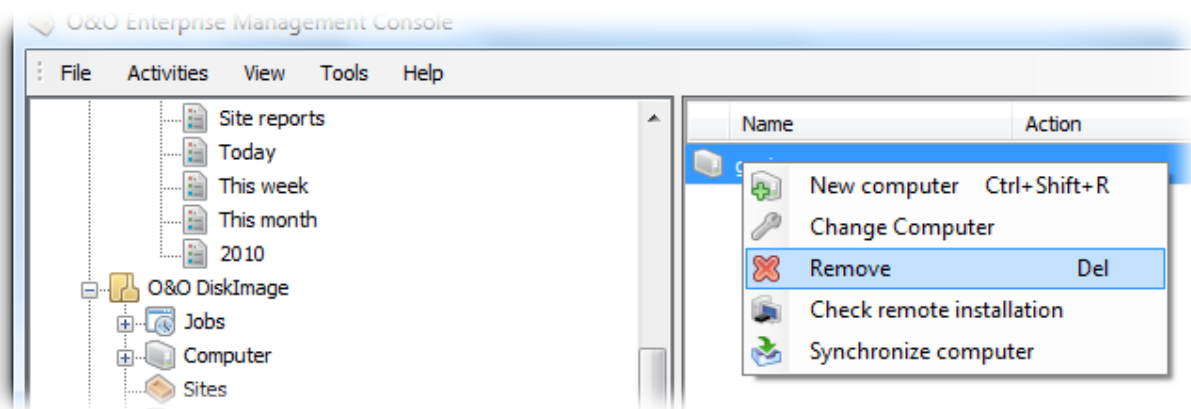 O&O Enterprise Management Console
File Activities View Tools Help
Site reports
Today
This week
This month
2010
O&O DiskImage
Jobs
Computer
Sites
Name Action
New computer Ctrl+Shift+R
Change Computer
Remove Del
Check remote installation
Synchronize computer